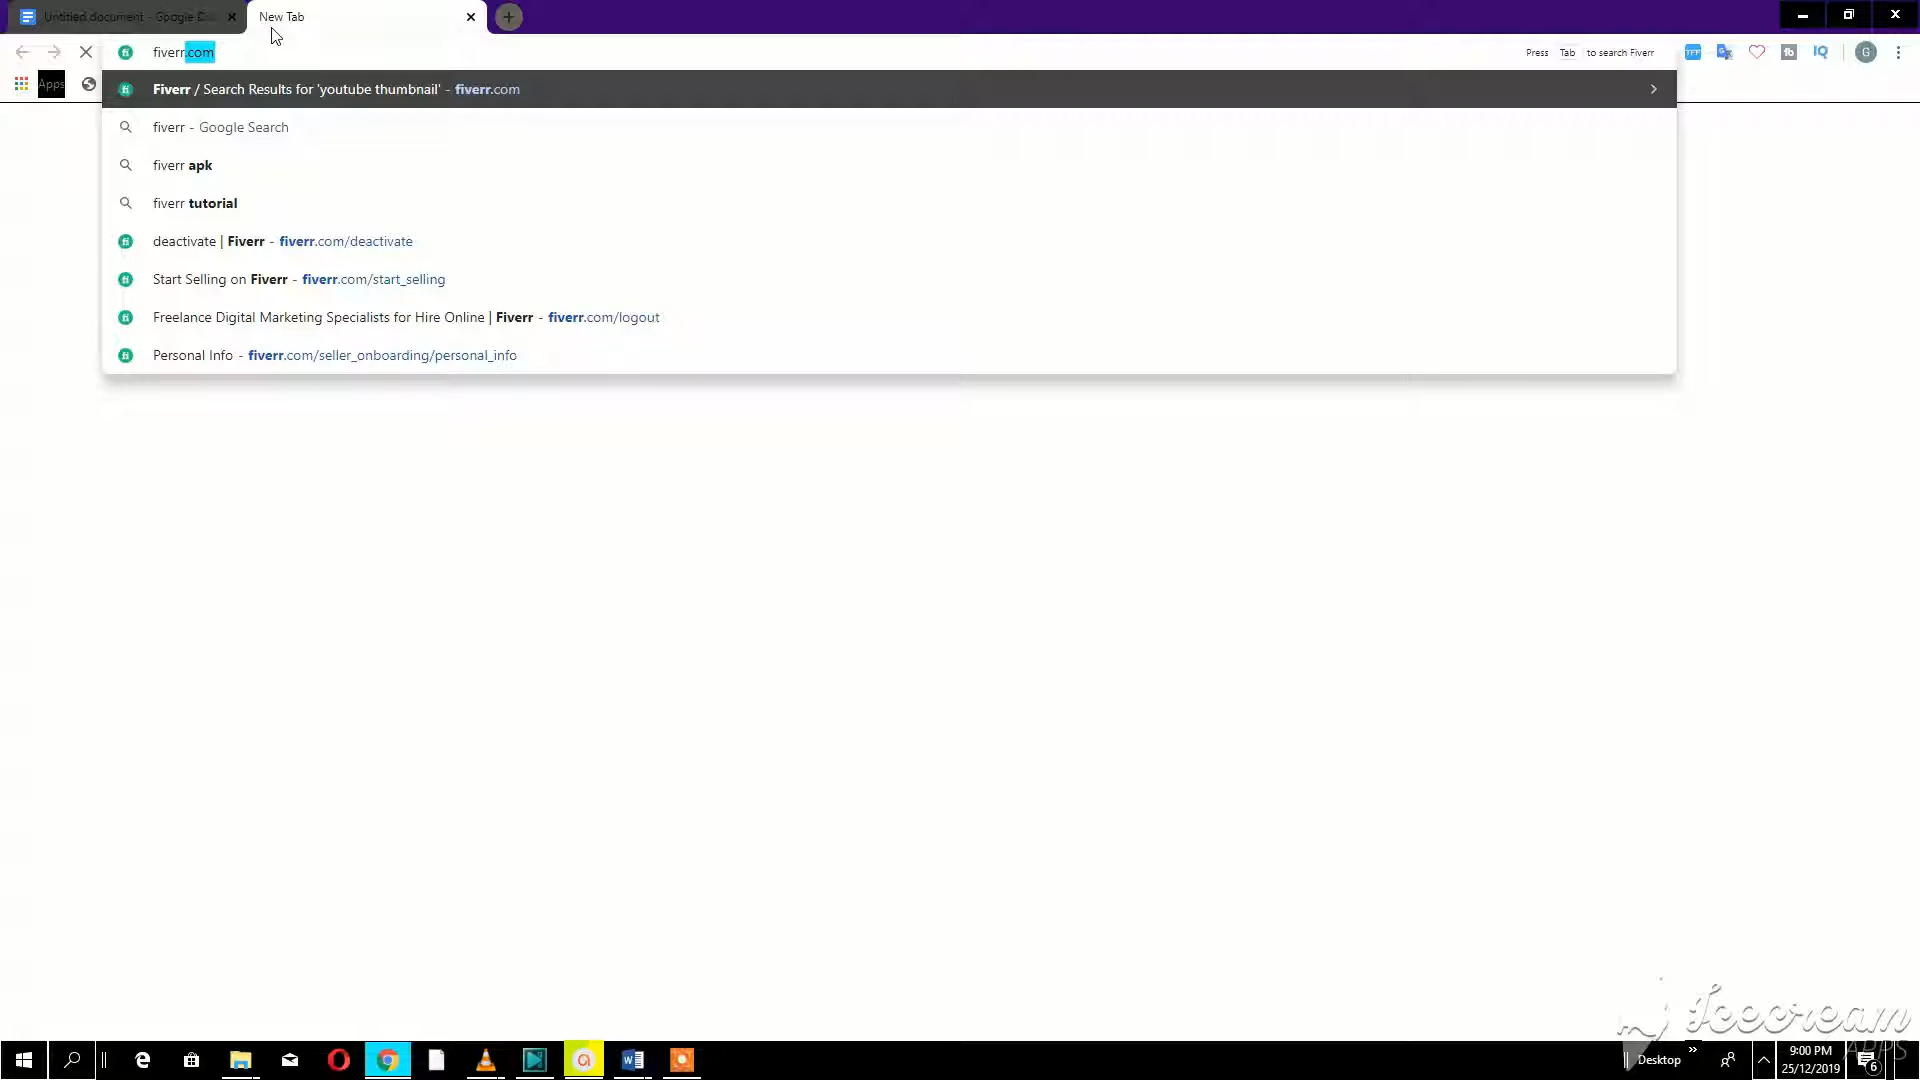 Untitled document - Google D
New Tab
fiverr.com
Press Tab to search Fiverr
Apps
Fiverr / Search Results for 'youtube thumbnail' - fiverr.com
fiverr - Google Search
fiverr apk
fiverr tutorial
deactivate | Fiverr - fiverr.com/deactivate
Start Selling on Fiverr - fiverr.com/start_selling
Freelance Digital Marketing Specialists for Hire Online | Fiverr - fiverr.com/logout
Personal Info - fiverr.com/seller_onboarding/personal_info
Icecream
APPS
Desktop
9:00 PM
25/12/2019
6